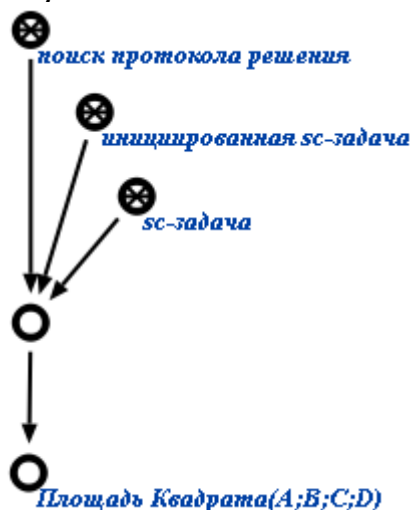 поиск протокола решения
инициированная sc-задача
sc-задача
Площадь Квадрата(A;B;C;D)